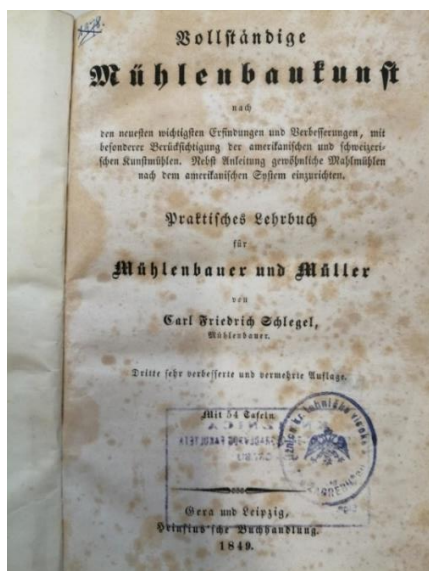 Vollständige
Mühlenbaukunst
nach
den neuesten wichtigsten Erfindungen und Verbesserungen, mit
besonderer Berücksichtigung der amerikanischen und schweizeri-
schen Kunstmühlen. Nebst Anleitung gewöhnliche Mahlmühlen
nach dem amerikanischen System einzurichten.
Praktisches Lehrbuch
für
Mühlenbauer und Müller
von
Carl Friedrich Schlegel,
Mühlenbauer.
Dritte sehr verbesserte und vermehrte Auflage.
Mit 54 Tafeln
Gera und Leipzig,
Heinsius'sche Buchhandlung.
1849.